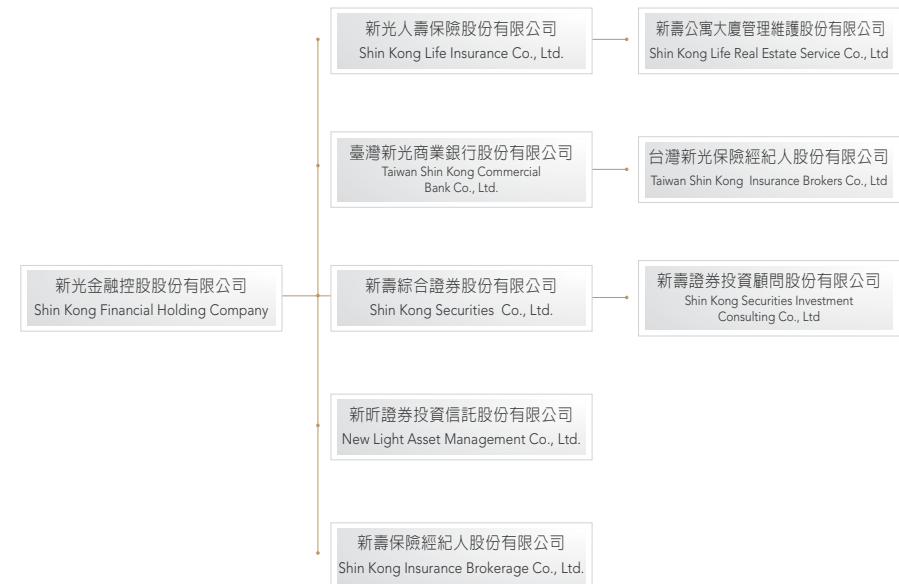 新光人壽保險股份有限公司
Shin Kong Life Insurance Co., Ltd.
新壽公寓大廈管理維護股份有限公司
Shin Kong Life Real Estate Service Co., Ltd
臺灣新光商業銀行股份有限公司
Taiwan Shin Kong Commercial
Bank Co., Ltd.
台灣新光保險經紀人股份有限公司
Taiwan Shin Kong Insurance Brokers Co., Ltd
新光金融控股股份有限公司
Shin Kong Financial Holding Company
新壽綜合證券股份有限公司
Shin Kong Securities Co., Ltd.
新壽證券投資顧問股份有限公司
Shin Kong Securities Investment
Consulting Co., Ltd
新昕證券投資信託股份有限公司
New Light Asset Management Co., Ltd.
新壽保險經紀人股份有限公司
Shin Kong Insurance Brokerage Co., Ltd.